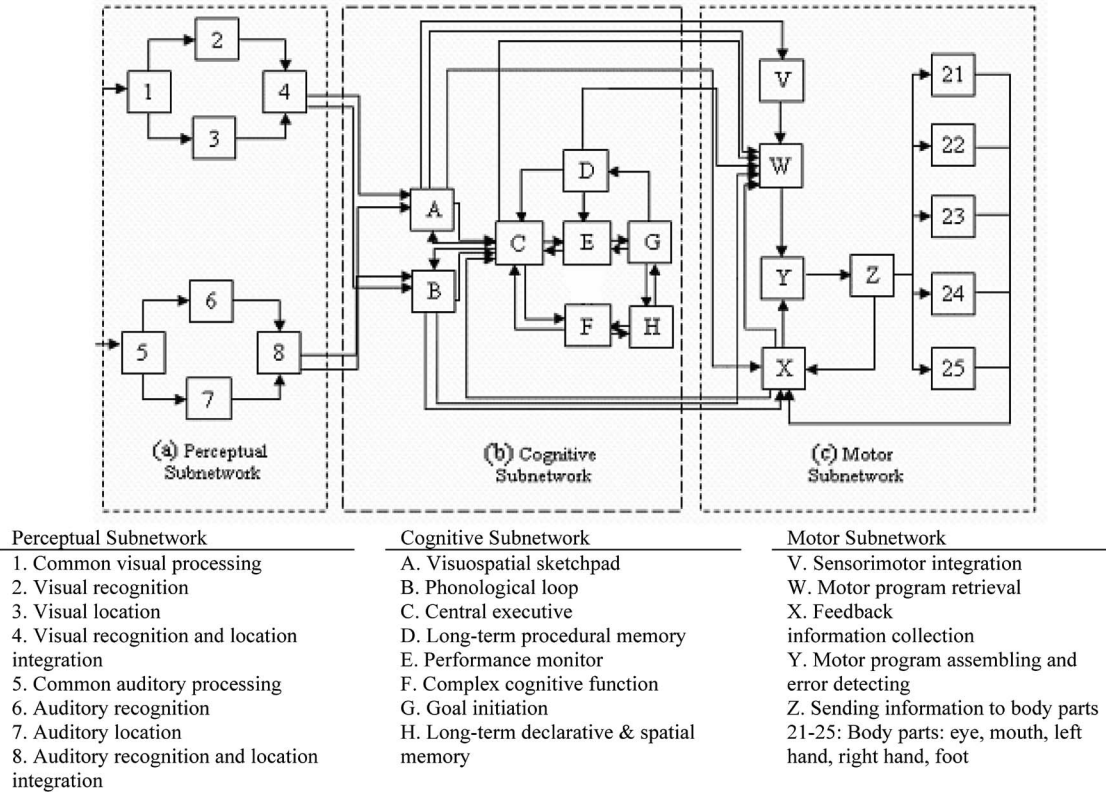 2
1
4
3
6
5
8
7
(a) Perceptual
Subnetwork
A
B
C
D
E
G
F
H
(b) Cognitive
Subnetwork
V
W
Y
Z
X
21
22
23
24
25
(c) Motor
Subnetwork
Perceptual Subnetwork
1. Common visual processing
2. Visual recognition
3. Visual location
4. Visual recognition and location
integration
5. Common auditory processing
6. Auditory recognition
7. Auditory location
8. Auditory recognition and location
integration
Cognitive Subnetwork
A. Visuospatial sketchpad
B. Phonological loop
C. Central executive
D. Long-term procedural memory
E. Performance monitor
F. Complex cognitive function
G. Goal initiation
H. Long-term declarative & spatial
memory
Motor Subnetwork
V. Sensorimotor integration
W. Motor program retrieval
X. Feedback
information collection
Y. Motor program assembling and
error detecting
Z. Sending information to body parts
21-25: Body parts: eye, mouth, left
hand, right hand, foot